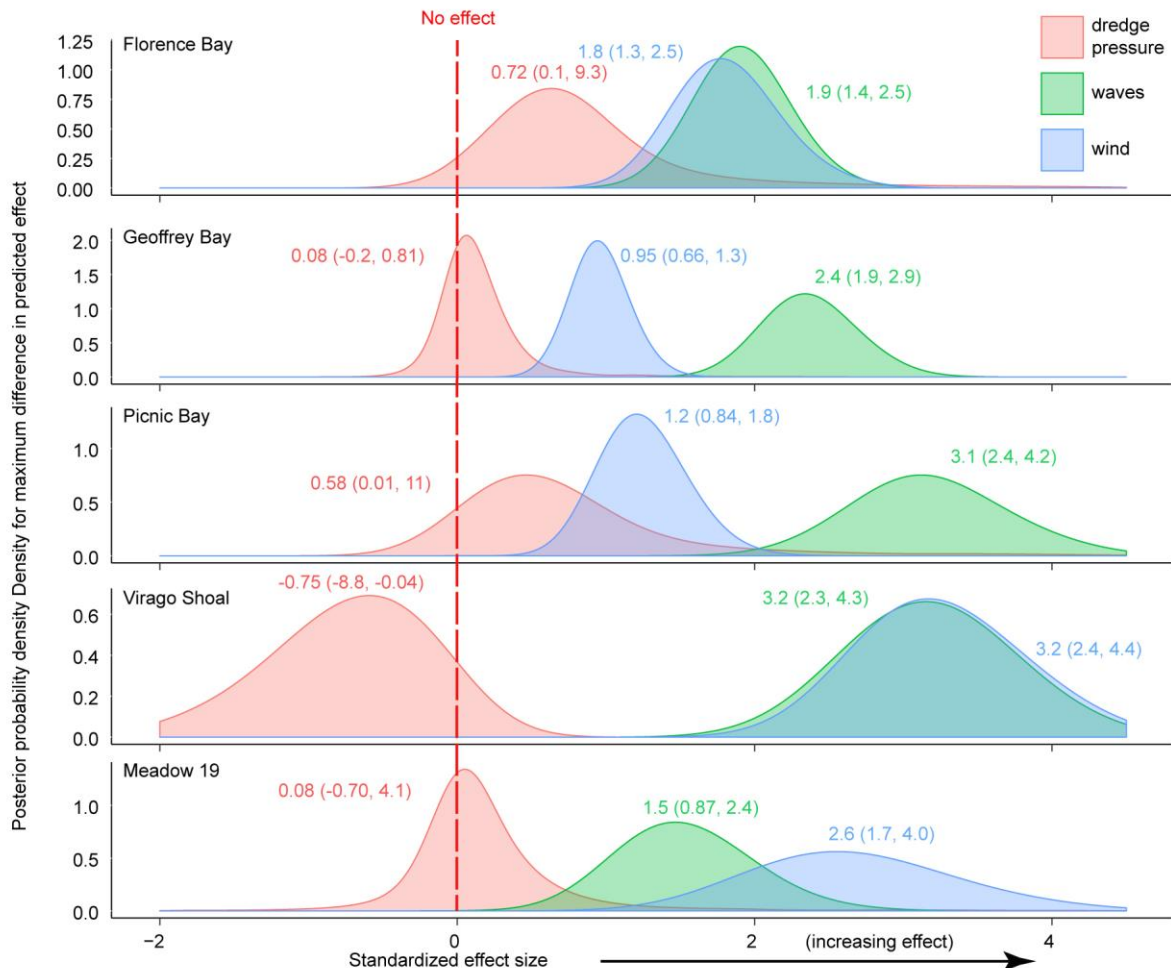 No effect
dredge
pressure
waves
wind
Posterior probability density Density for maximum difference in predicted effect
Florence Bay
1.25
1.00
0.75
0.50
0.25
0.00
0.72 (0.1, 9.3)
1.8 (1.3, 2.5)
1.9 (1.4, 2.5)
Geoffrey Bay
2.0
1.5
1.0
0.5
0.0
0.08 (-0.2, 0.81)
0.95 (0.66, 1.3)
2.4 (1.9, 2.9)
Picnic Bay
1.0
0.5
0.0
0.58 (0.01, 11)
1.2 (0.84, 1.8)
3.1 (2.4, 4.2)
Virago Shoal
0.6
0.4
0.2
0.0
-0.75 (-8.8, -0.04)
3.2 (2.3, 4.3)
3.2 (2.4, 4.4)
Meadow 19
1.0
0.5
0.0
0.08 (-0.70, 4.1)
1.5 (0.87, 2.4)
2.6 (1.7, 4.0)
−2 0 2 4
Standardized effect size
(increasing effect)